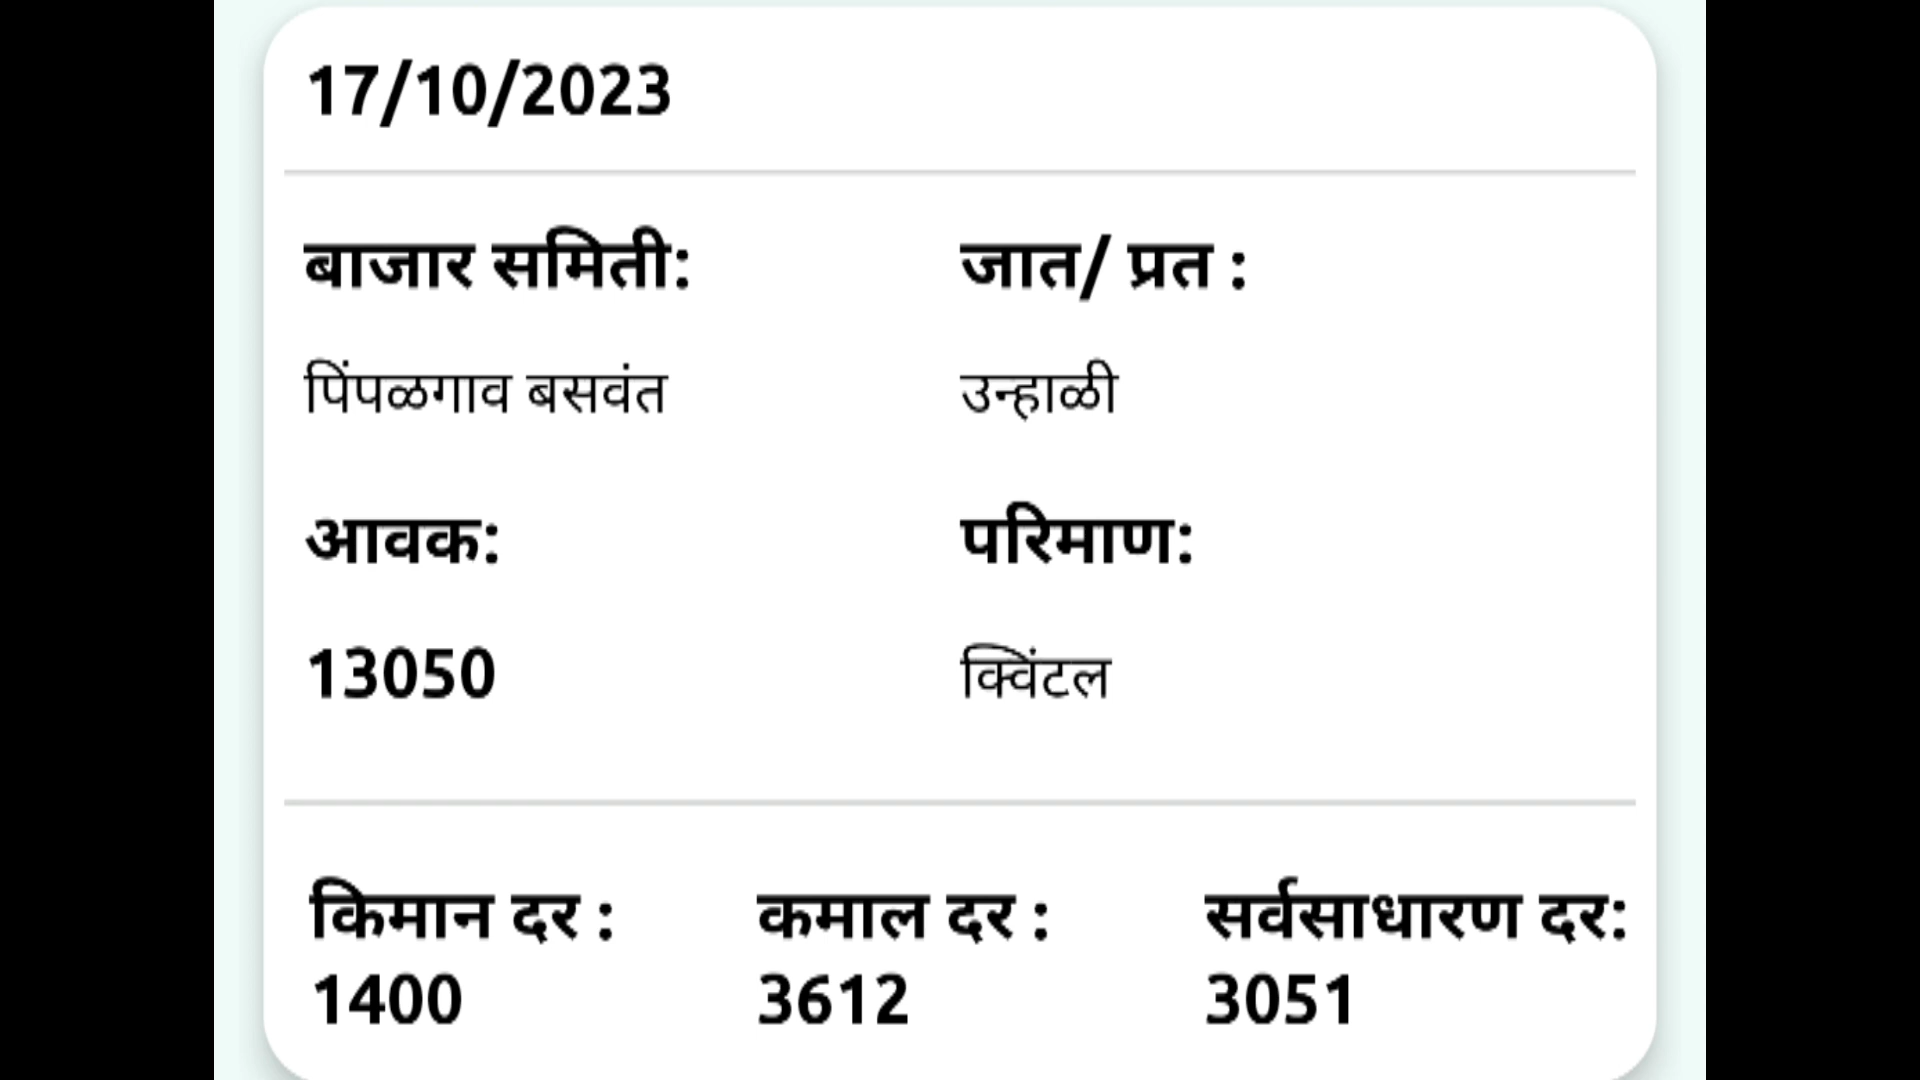 17/10/2023
बाजार समिती: जात/ प्रत :
पिंपळगाव बसवंत उन्हाळी
आवक: परिमाण:
13050 क्विंटल
किमान दर : कमाल दर : सर्वसाधारण दर:
1400 3612 3051